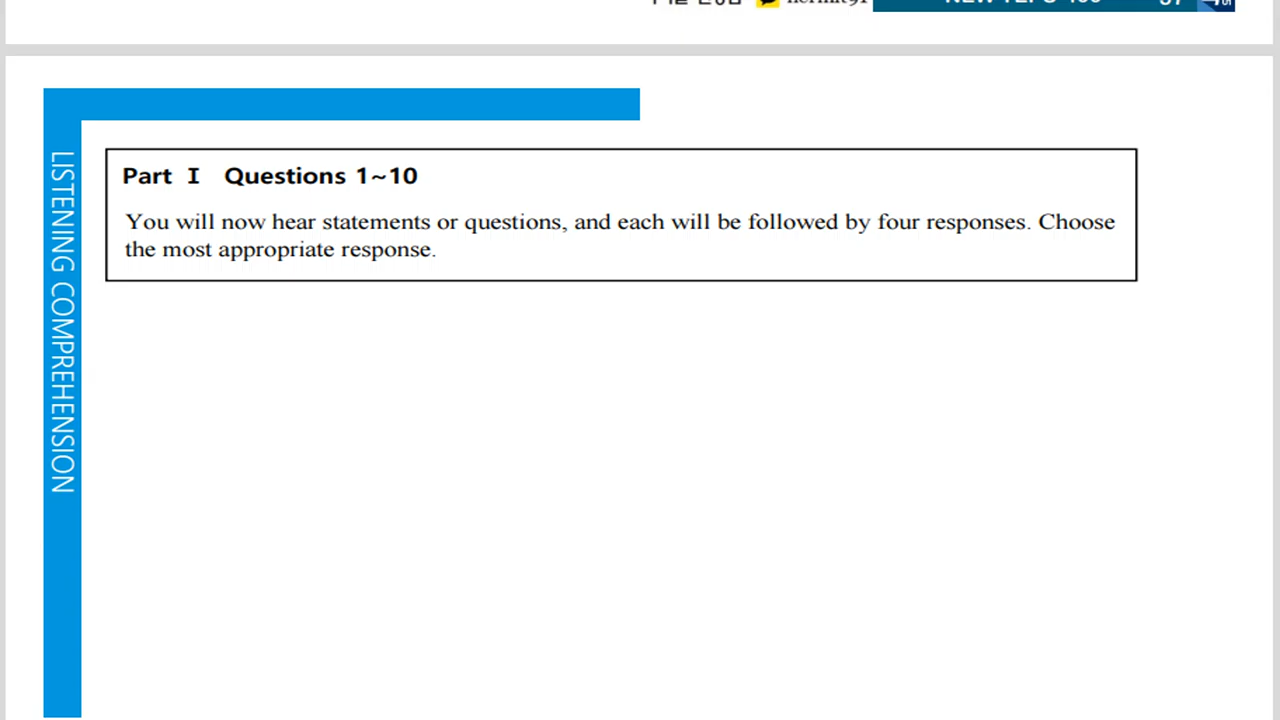 LISTENING COMPREHENSION
Part I Questions 1~10
You will now hear statements or questions, and each will be followed by four responses. Choose
the most appropriate response.